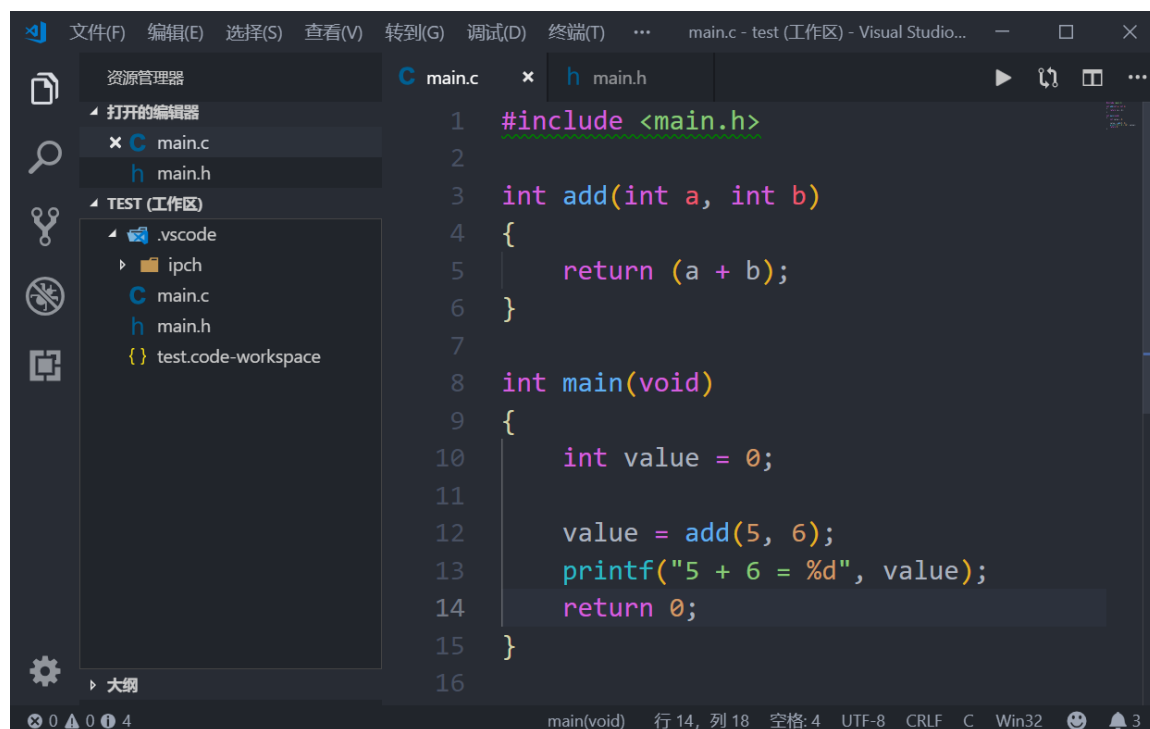 文件(F) 编辑(E) 选择(S) 查看(V) 转到(G) 调试(D) 终端(T) ··· main.c - test (工作区) - Visual Studio...
资源管理器
打开的编辑器
C main.c
h main.h
TEST (工作区)
.vscode
ipch
C main.c
h main.h
{ } test.code-workspace
大纲
C main.c × h main.h
1 #include <main.h>
2
3 int add(int a, int b)
4 {
5 return (a + b);
6 }
7
8 int main(void)
9 {
10 int value = 0;
11
12 value = add(5, 6);
13 printf("5 + 6 = %d", value);
14 return 0;
15 }
16
0 0 4 main(void) 行 14, 列 18 空格: 4 UTF-8 CRLF C Win32 3